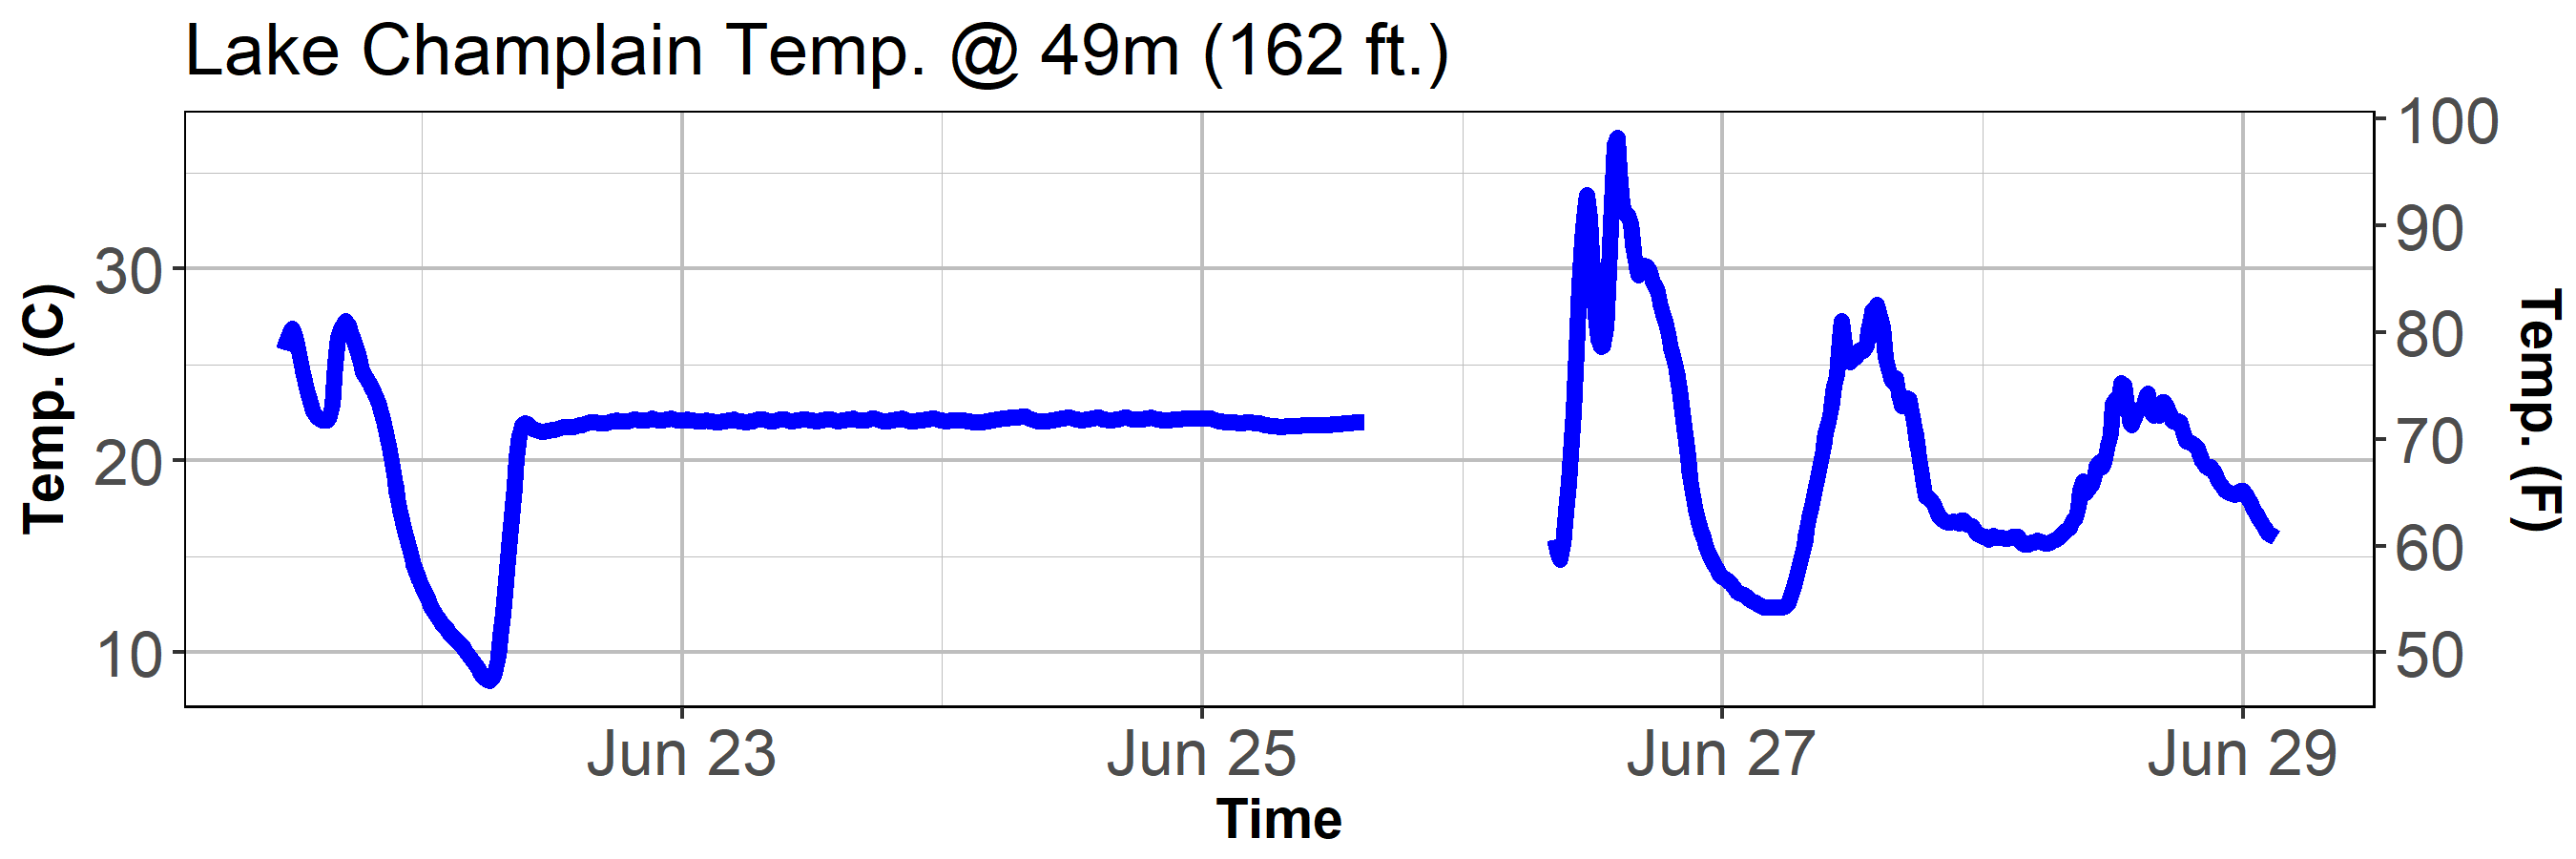 Lake Champlain Temp. @ 49m (162 ft.)
Temp. (C)
30
20
10
100
90
80
70
60
50
Temp. (F)
Jun 23 Jun 25 Jun 27 Jun 29
Time